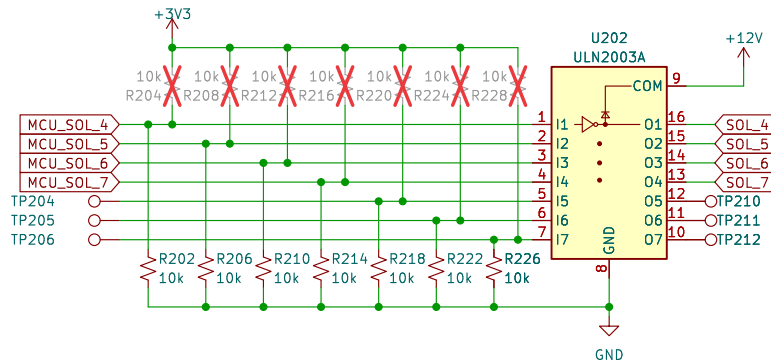 +3V3
U202
ULN2003A
+12V
10k 10k 10k 10k 10k 10k 10k
R204 R208 R212 R216 R220 R224 R228
9
COM
MCU_SOL_4 1 I1 O1 16 SOL_4
MCU_SOL_5 2 I2 O2 15 SOL_5
MCU_SOL_6 3 I3 O3 14 SOL_6
MCU_SOL_7 4 I4 O4 13 SOL_7
TP204 5 I5 O5 12 TP210
TP205 6 I6 O6 11 TP211
TP206 7 I7 O7 10 TP212
GND
8
R202 R206 R210 R214 R218 R222 R226
10k 10k 10k 10k 10k 10k 10k
GND